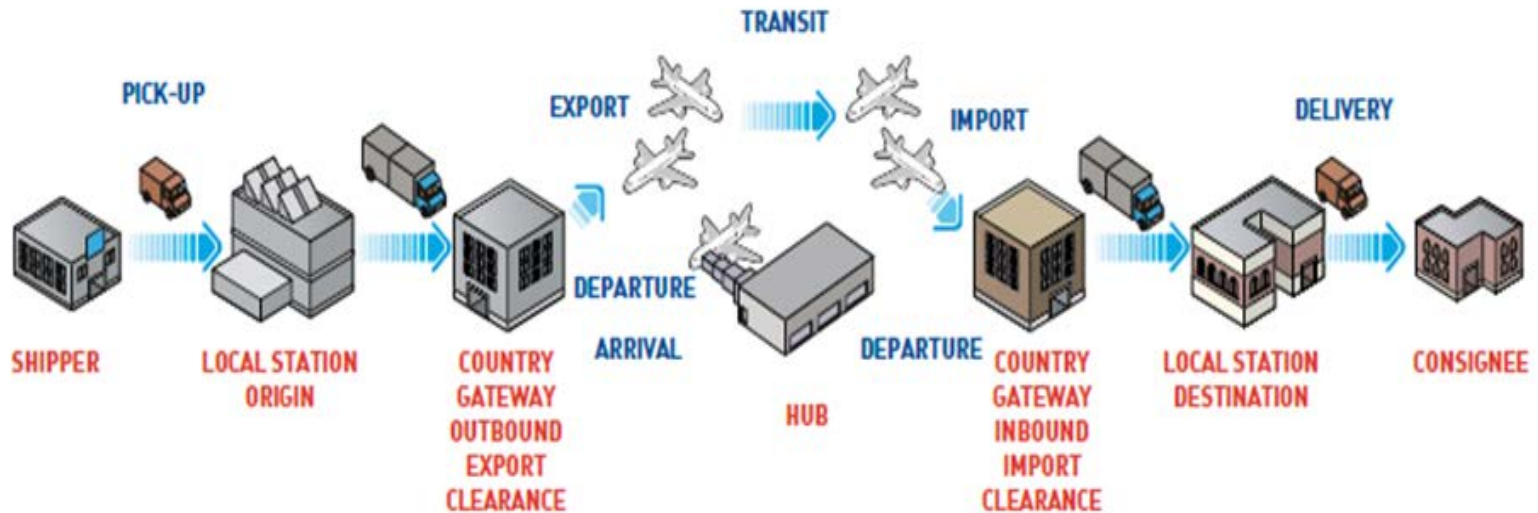 TRANSIT
PICK-UP
EXPORT
IMPORT
DELIVERY
DEPARTURE
ARRIVAL
DEPARTURE
SHIPPER
LOCAL STATION
ORIGIN
COUNTRY
GATEWAY
OUTBOUND
EXPORT
CLEARANCE
HUB
COUNTRY
GATEWAY
INBOUND
IMPORT
CLEARANCE
LOCAL STATION
DESTINATION
CONSIGNEE